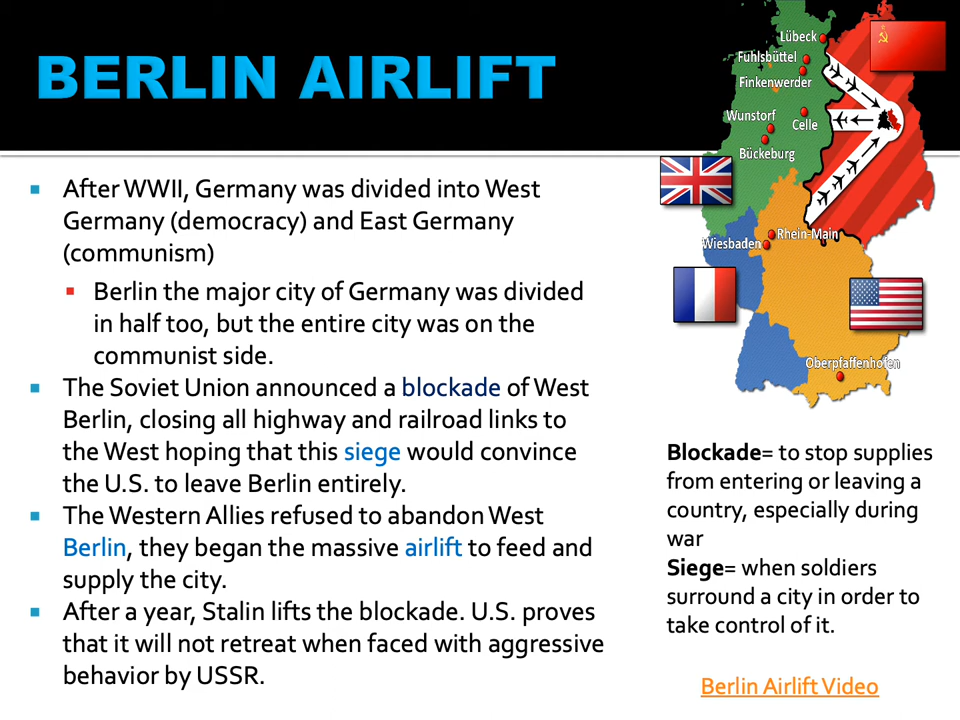 BERLIN AIRLIFT
After WWII, Germany was divided into West
Germany (democracy) and East Germany
(communism)
Berlin the major city of Germany was divided
in half too, but the entire city was on the
communist side.
The Soviet Union announced a blockade of West
Berlin, closing all highway and railroad links to
the West hoping that this siege would convince
the U.S. to leave Berlin entirely.
The Western Allies refused to abandon West
Berlin, they began the massive airlift to feed and
supply the city.
After a year, Stalin lifts the blockade. U.S. proves
that it will not retreat when faced with aggressive
behavior by USSR.
Lübeck
Fuhlsbüttel
Finkenwerder
Wunstorf
Celle
Bückeburg
Rhein-Main
Wiesbaden
Oberpfaffenhofen
Blockade= to stop supplies
from entering or leaving a
country, especially during
war
Siege= when soldiers
surround a city in order to
take control of it.
Berlin Airlift Video